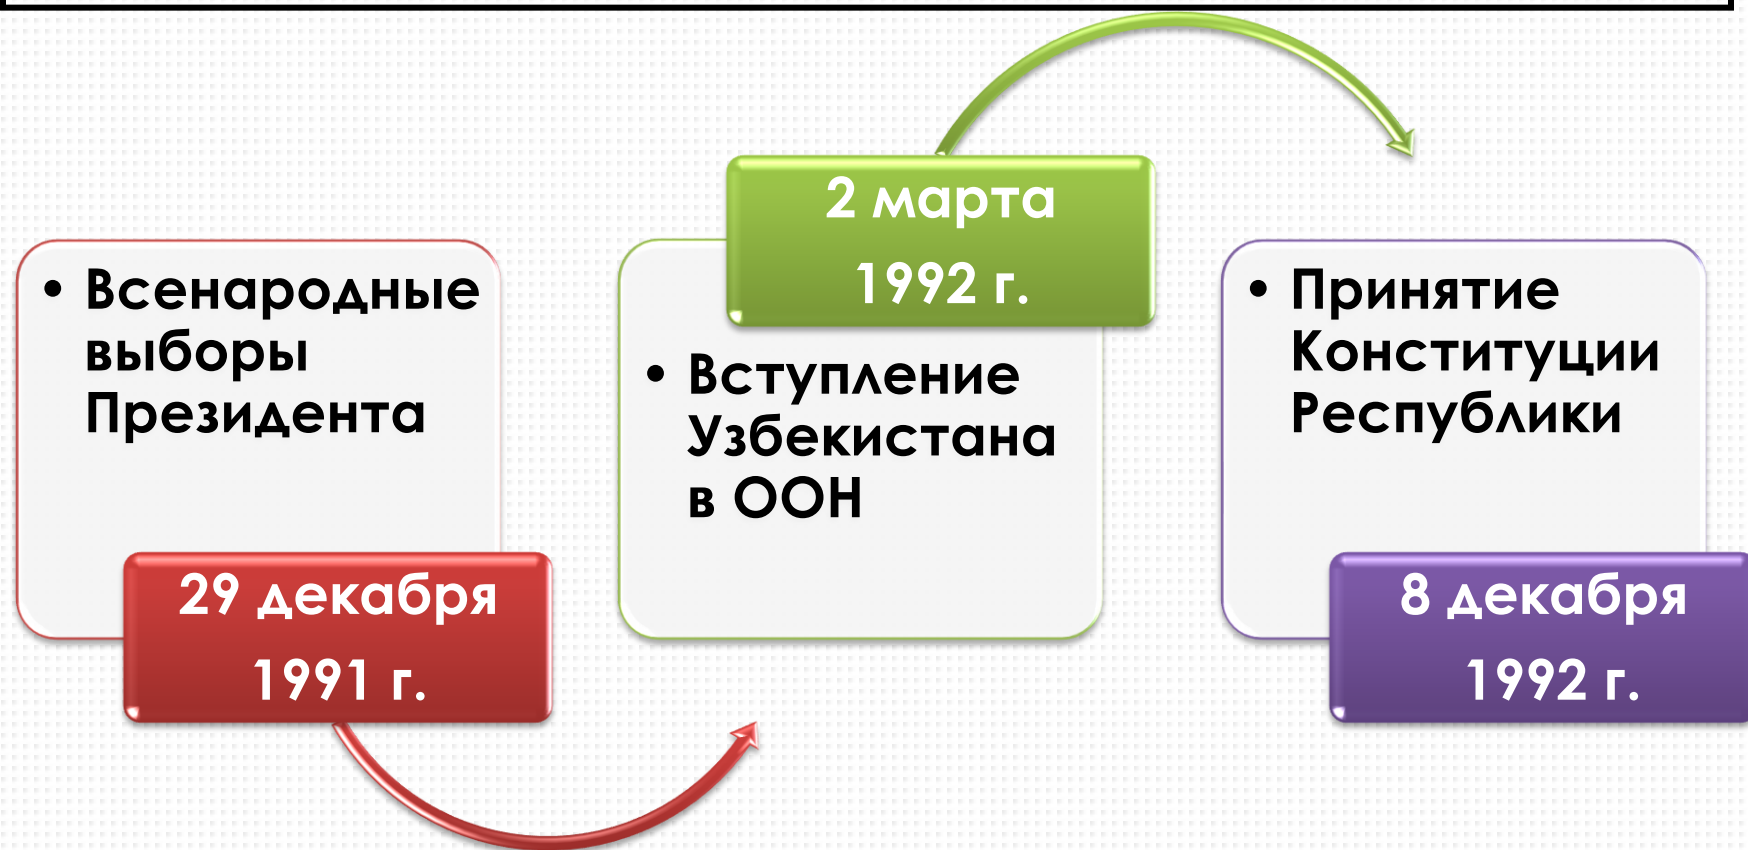 • Всенародные
выборы
Президента
29 декабря
1991 г.
2 марта
1992 г.
• Вступление
Узбекистана
в ООН
• Принятие
Конституции
Республики
8 декабря
1992 г.